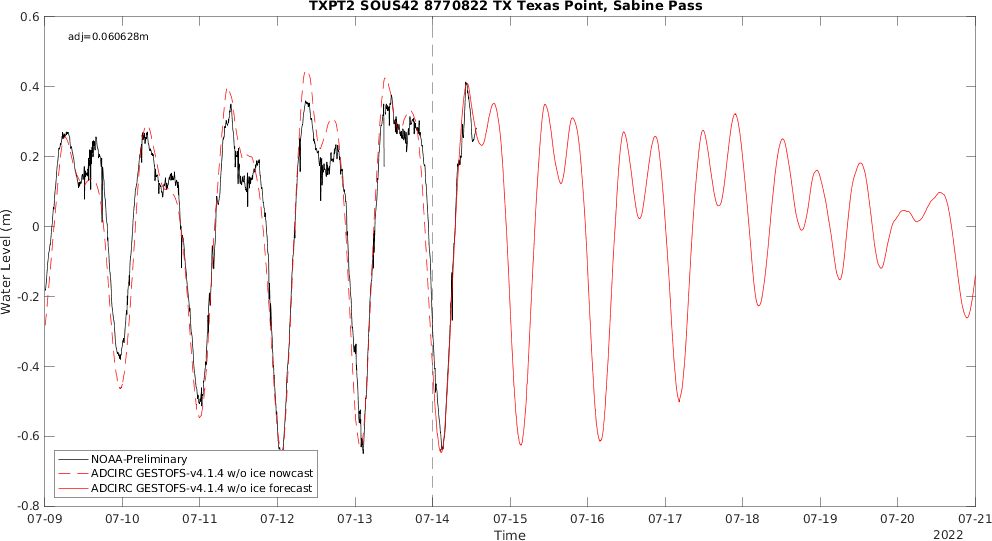 TXPT2 SOUS42 8770822 TX Texas Point, Sabine Pass
adj=0.060628m
0.6
0.4
0.2
0
-0.2
-0.4
-0.6
-0.8
Water Level (m)
NOAA-Preliminary
ADCIRC GESTOFS-v4.1.4 w/o ice nowcast
ADCIRC GESTOFS-v4.1.4 w/o ice forecast
07-09 07-10 07-11 07-12 07-13 07-14 07-15 07-16 07-17 07-18 07-19 07-20 07-21
Time
2022